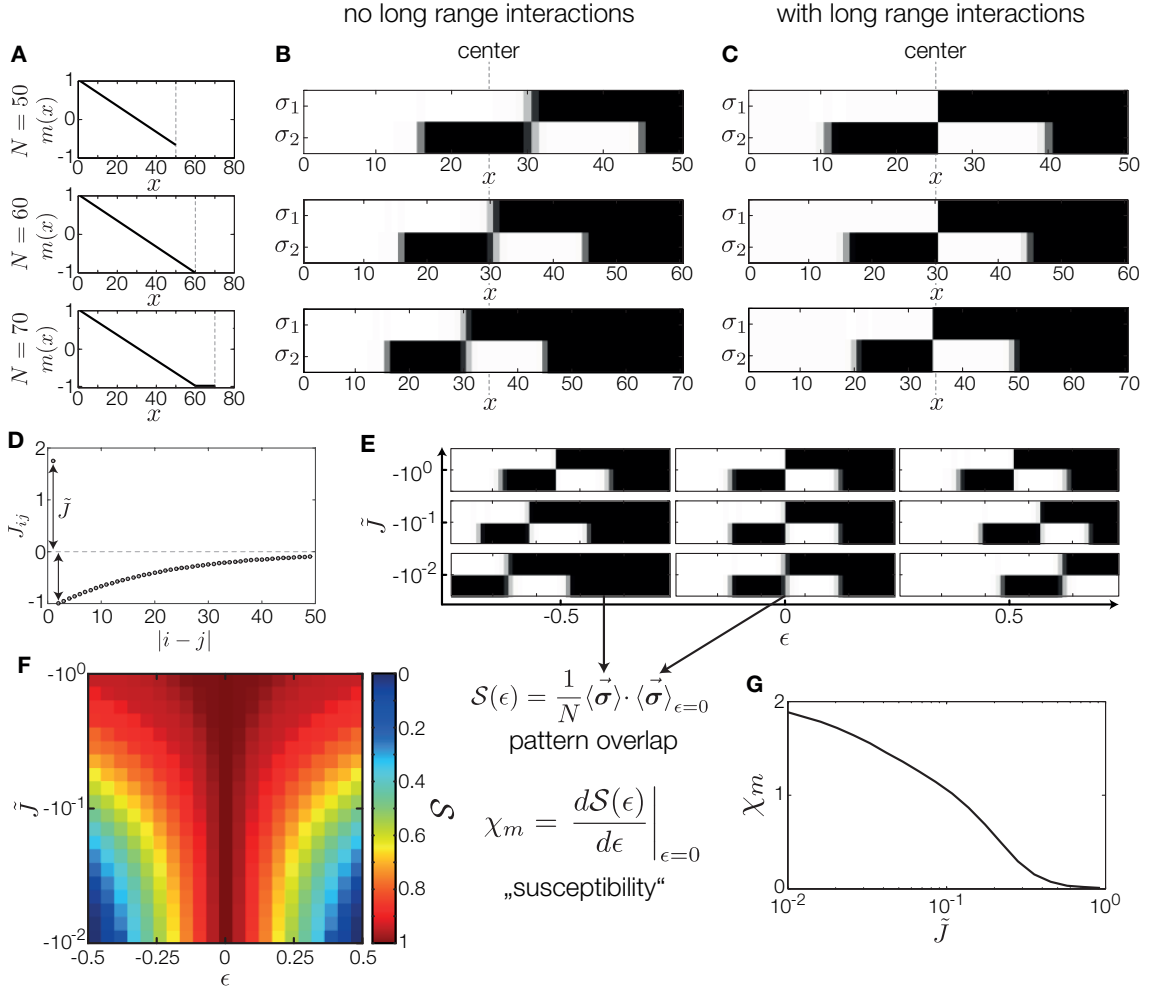 no long range interactions
with long range interactions
A
B
center
C
center
N = 50
m(x)
1
0
-1
0 20 40 60 80
x
σ1
σ2
0 10 20 30 40 50
x
σ1
σ2
0 10 20 30 40 50
x
N = 60
m(x)
1
0
-1
0 20 40 60 80
x
σ1
σ2
0 10 20 30 40 50 60
x
σ1
σ2
0 10 20 30 40 50 60
x
N = 70
m(x)
1
0
-1
0 20 40 60 80
x
σ1
σ2
0 10 20 30 40 50 60 70
x
σ1
σ2
0 10 20 30 40 50 60 70
x
D
J_ij
2
1
0
-1
J̃
0 10 20 30 40 50
|i − j|
E
J̃
-10^0
-10^-1
-10^-2
-0.5 0 0.5
ϵ
F
J̃
-10^0
-10^-1
-10^-2
-0.5 -0.25 0 0.25 0.5
ϵ
0
0.2
0.4
0.6
0.8
1
S
S(ϵ) = 1/N ⟨σ⃗⟩·⟨σ⃗⟩_ϵ=0
pattern overlap
χ_m = dS(ϵ)/dϵ |_ϵ=0
„susceptibility“
G
χ_m
2
1
0
10^-2 10^-1 10^0
J̃